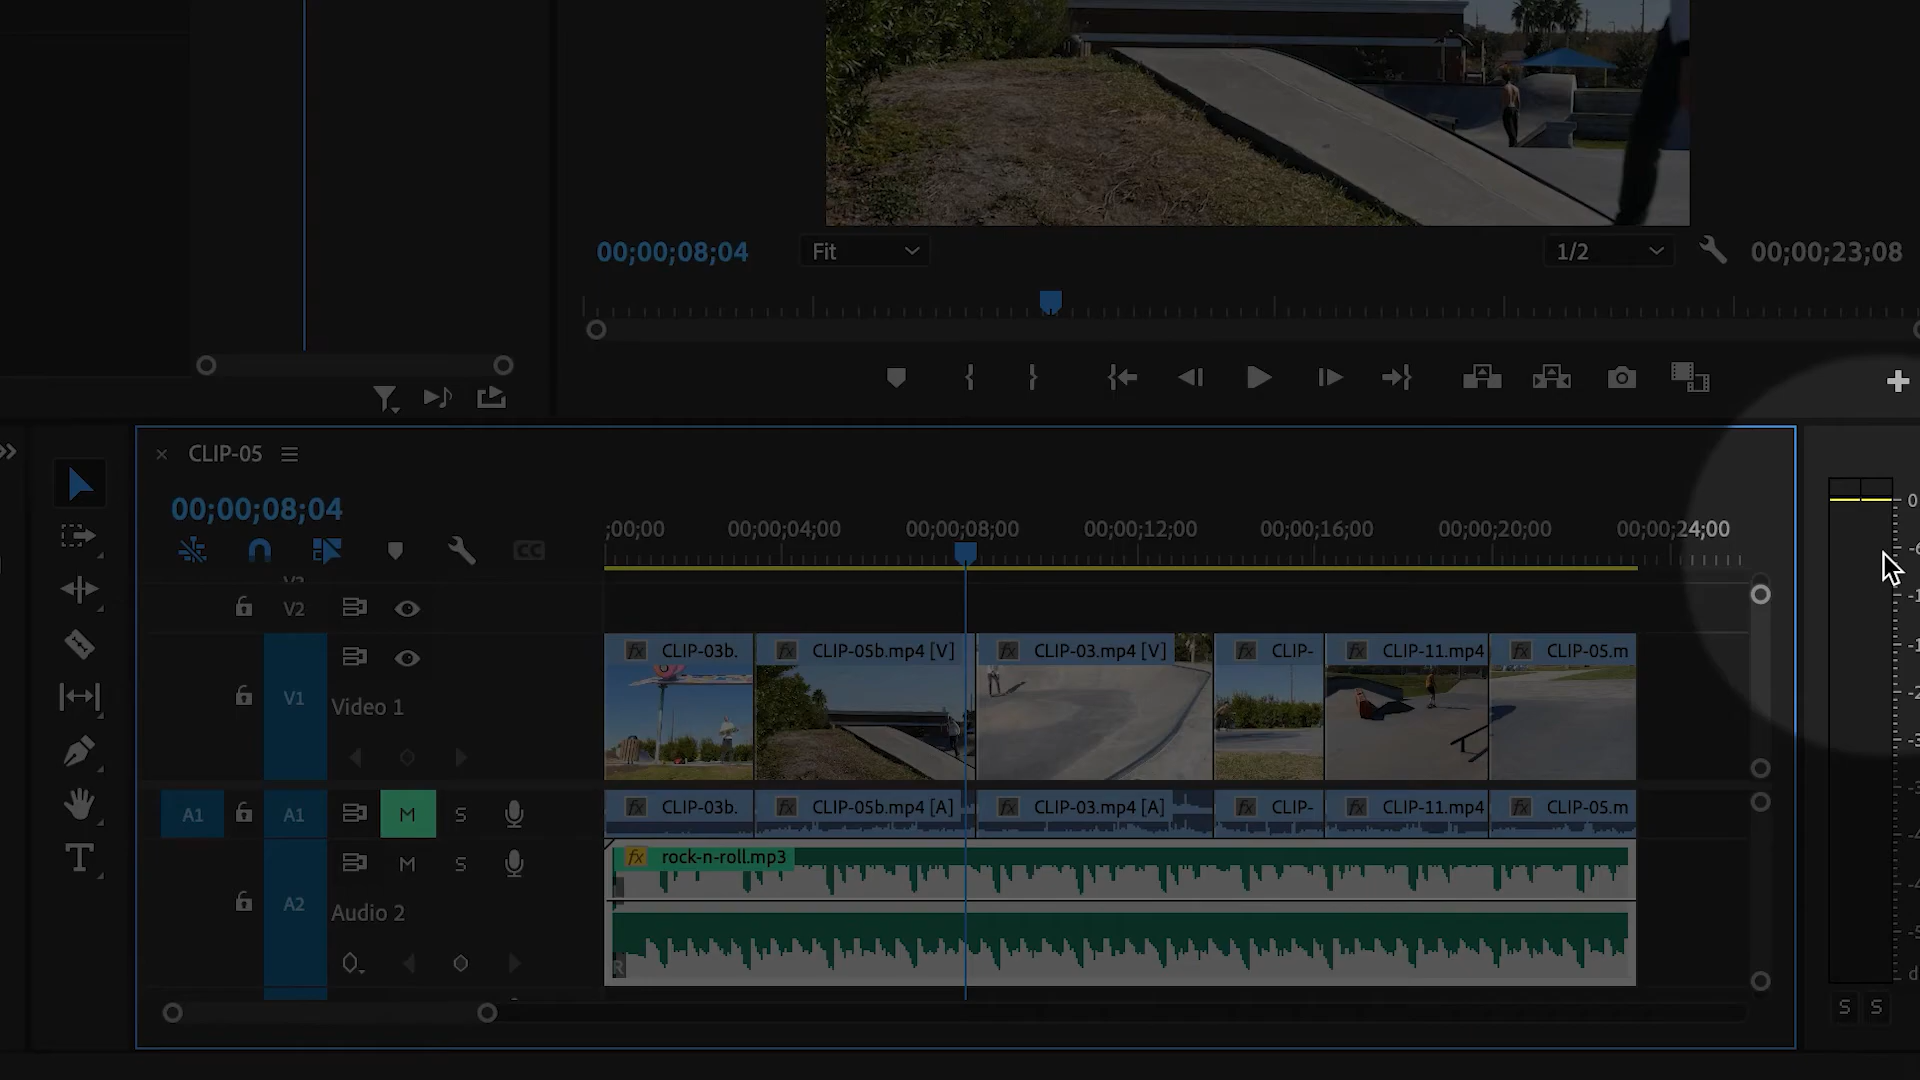 00;00;08;04
Fit
1/2
00;00;23;08
CLIP-05
00;00;08;04
;00;00
00;00;04;00
00;00;08;00
00;00;12;00
00;00;16;00
00;00;20;00
00;00;24;00
CC
0
V2
CLIP-03b.
CLIP-05b.mp4 [V]
CLIP-03.mp4 [V]
CLIP-
CLIP-11.mp4
CLIP-05.m
V1
Video 1
A1
A1
M
S
CLIP-03b.
CLIP-05b.mp4 [A]
CLIP-03.mp4 [A]
CLIP-
CLIP-11.mp4
CLIP-05.m
M
S
fx rock-n-roll.mp3
A2
Audio 2
R
S S